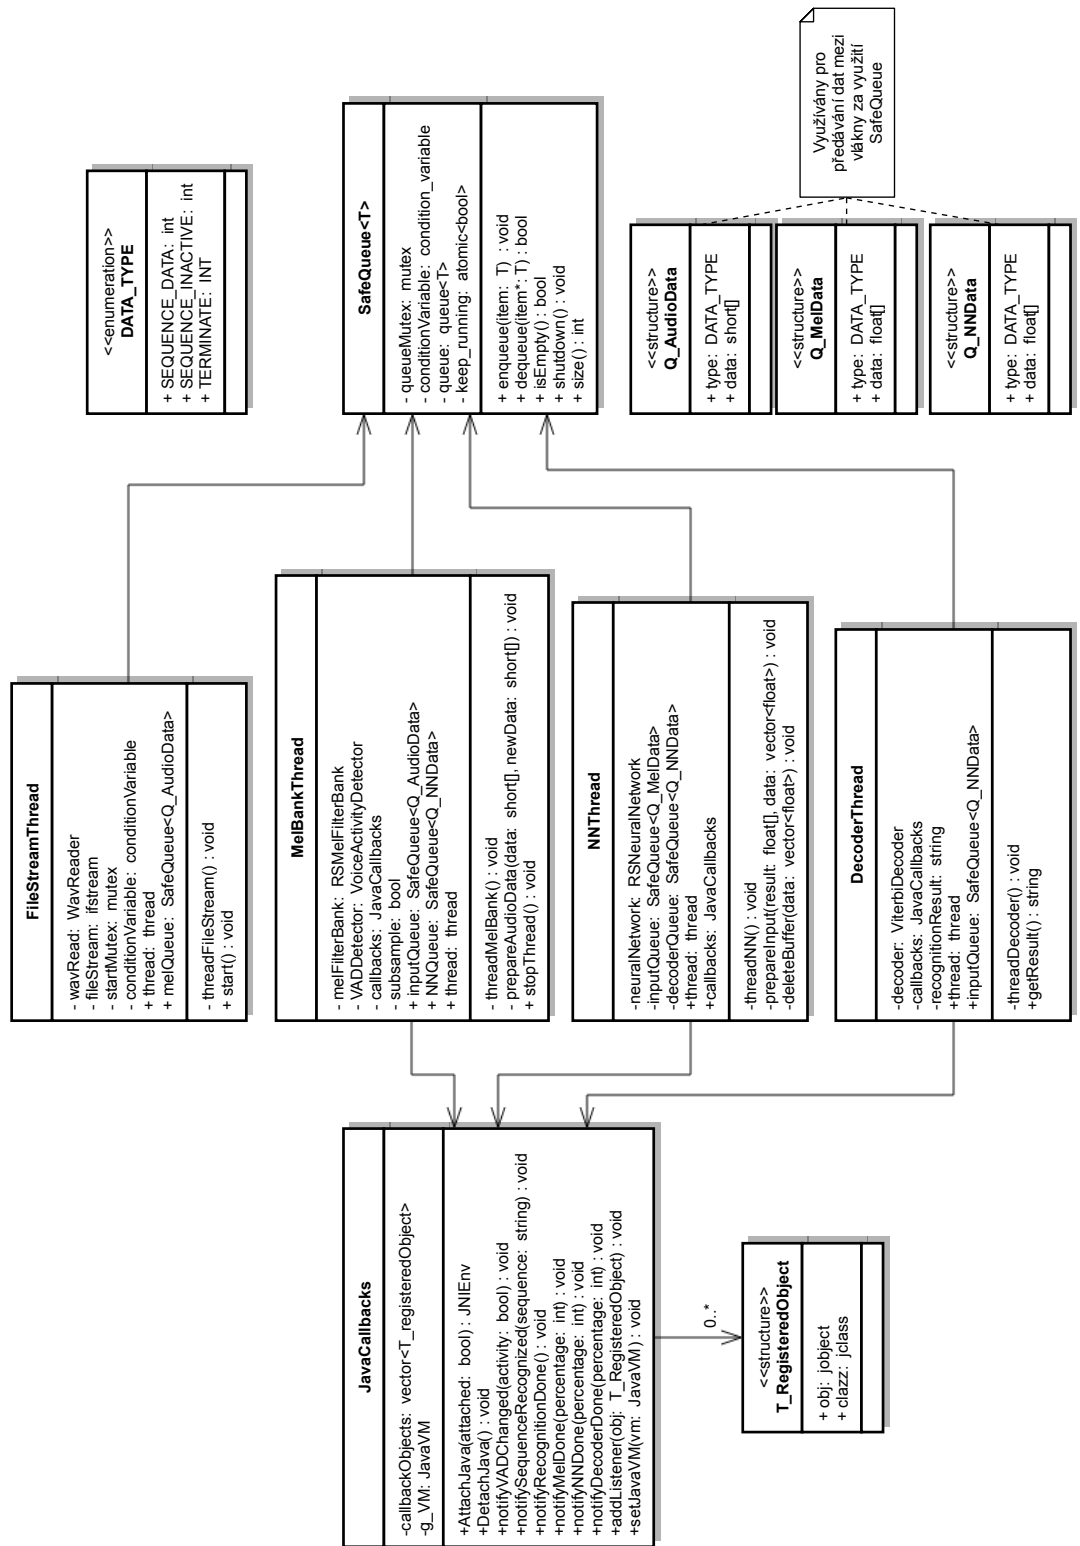 <<enumeration>>
DATA_TYPE
+ SEQUENCE_DATA: int
+ SEQUENCE_INACTIVE: int
+ TERMINATE: INT
SafeQueue<T>
- queueMutex: mutex
- conditionVariable: condition_variable
- queue: queue<T>
- keep_running: atomic<bool>
+ enqueue(item: T) : void
+ dequeue(item*: T) : bool
+ isEmpty() : bool
+ shutdown() : void
+ size() : int
<<structure>>
Q_AudioData
+ type: DATA_TYPE
+ data: short[]
<<structure>>
Q_MelData
+ type: DATA_TYPE
+ data: float[]
<<structure>>
Q_NNData
+ type: DATA_TYPE
+ data: float[]
Využívány pro
předávání dat mezi
vlákny za využití
SafeQueue
FileStreamThread
- wavRead: WavReader
- fileStream: ifstream
- startMutex: mutex
- conditionVariable: conditionVariable
+ thread: thread
+ melQueue: SafeQueue<Q_AudioData>
- threadFileStream() : void
+ start() : void
MelBankThread
- melFilterBank: RSMelFilterBank
- VADDetector: VoiceActivityDetector
- callbacks: JavaCallbacks
- subsample: bool
+ inputQueue: SafeQueue<Q_AudioData>
+ NNQueue: SafeQueue<Q_NNData>
+ thread: thread
- threadMelBank() : void
- prepareAudioData(data: short[], newData: short[]) : void
+ stopThread() : void
NNThread
-neuralNetwork: RSNeuralNetwork
-inputQueue: SafeQueue<Q_MelData>
-decoderQueue: SafeQueue<Q_NNData>
+thread: thread
+callbacks: JavaCallbacks
-threadNN() : void
-prepareInput(result: float[], data: vector<float>) : void
-deleteBuffer(data: vector<float>) : void
DecoderThread
-decoder: ViterbiDecoder
-callbacks: JavaCallbacks
-recognitionResult: string
+thread: thread
+inputQueue: SafeQueue<Q_NNData>
-threadDecoder() : void
+getResult() : string
JavaCallbacks
-callbackObjects: vector<T_registeredObject>
-g_VM: JavaVM
+AttachJava(attached: bool) : JNIEnv
+DetachJava() : void
+notifyVADChanged(activity: bool) : void
+notifySequenceRecognized(sequence: string) : void
+notifyRecognitionDone() : void
+notifyMelDone(percentage: int) : void
+notifyNNDone(percentage: int) : void
+notifyDecoderDone(percentage: int) : void
+addListener(obj: T_RegisteredObject) : void
+setJavaVM(vm: JavaVM) : void
0..*
<<structure>>
T_RegisteredObject
+ obj: jobject
+ clazz: jclass